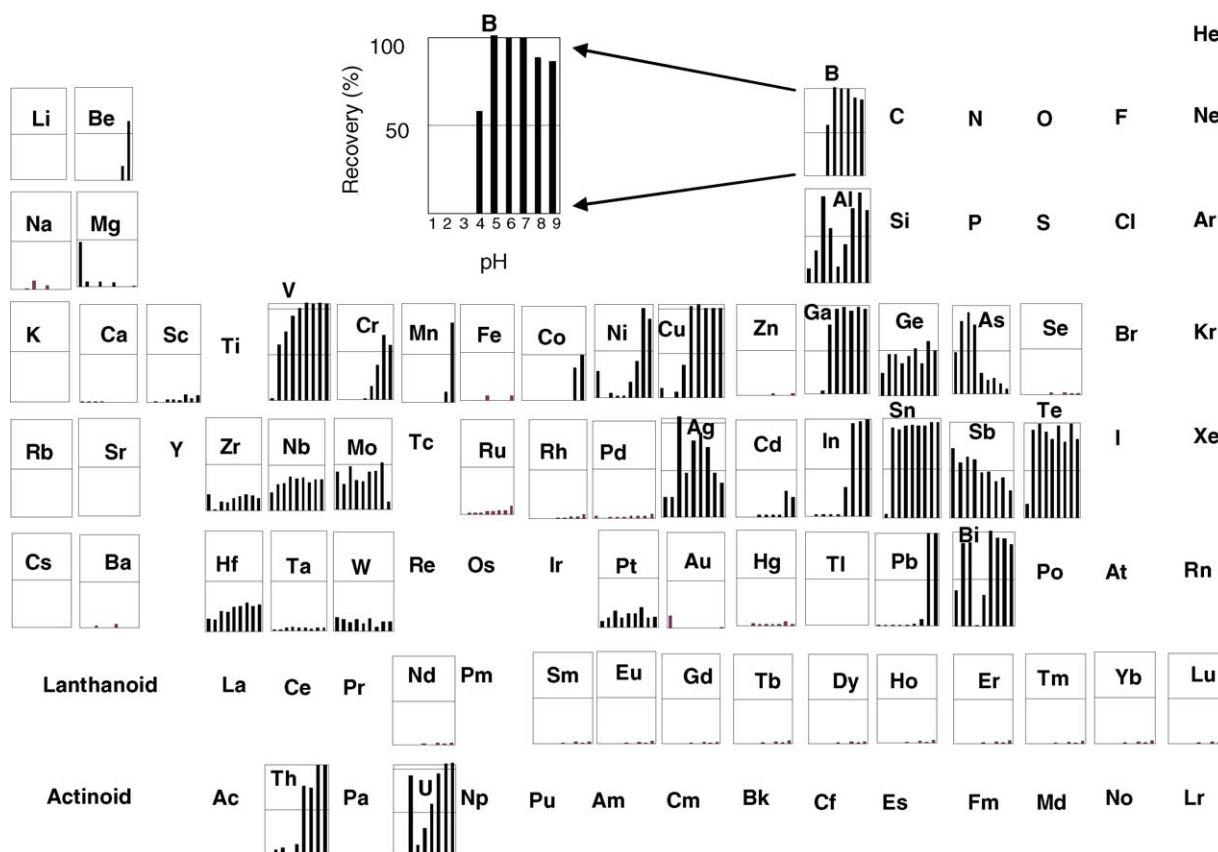 B
He
100
Recovery (%)
50
1 2 3 4 5 6 7 8 9
pH
Li Be B C N O F Ne
Na Mg Al Si P S Cl Ar
K Ca Sc Ti V Cr Mn Fe Co Ni Cu Zn Ga Ge As Se Br Kr
Rb Sr Y Zr Nb Mo Tc Ru Rh Pd Ag Cd In Sn Sb Te I Xe
Cs Ba Hf Ta W Re Os Ir Pt Au Hg Tl Pb Bi Po At Rn
Lanthanoid La Ce Pr Nd Pm Sm Eu Gd Tb Dy Ho Er Tm Yb Lu
Actinoid Ac Th Pa U Np Pu Am Cm Bk Cf Es Fm Md No Lr